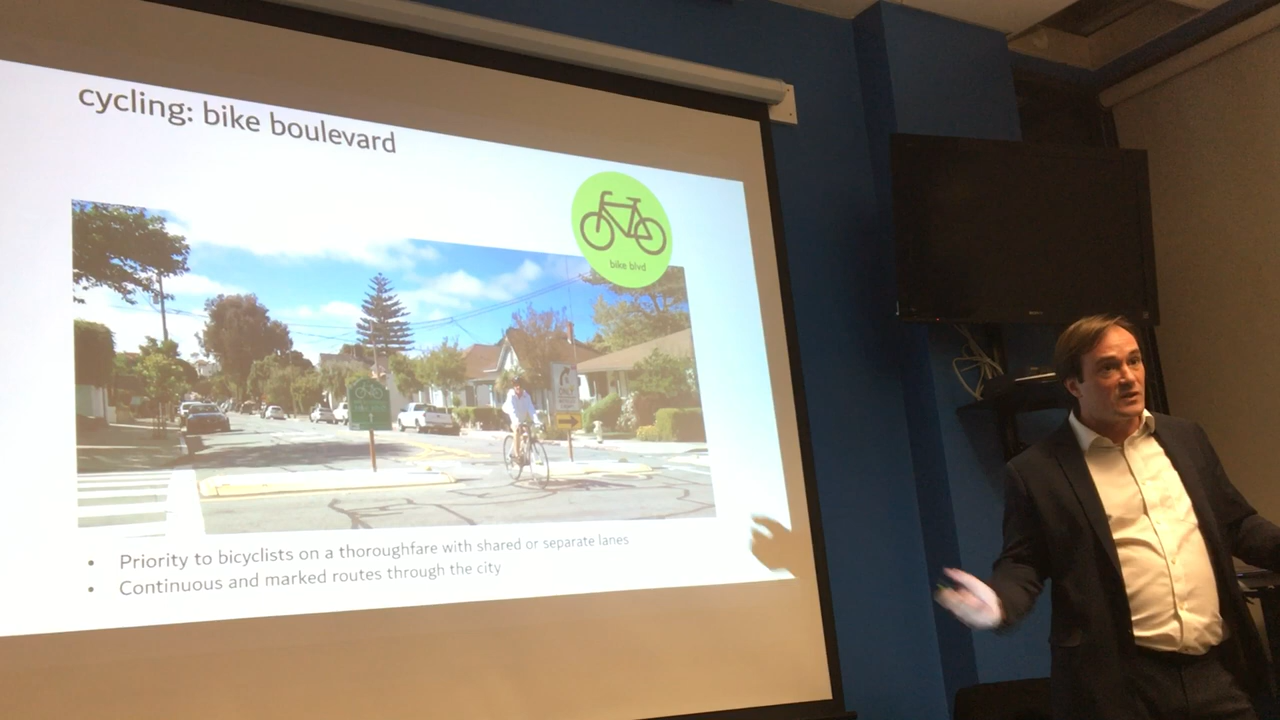 cycling: bike boulevard
bike blvd
ONLY
• Priority to bicyclists on a thoroughfare with shared or separate lanes
• Continuous and marked routes through the city